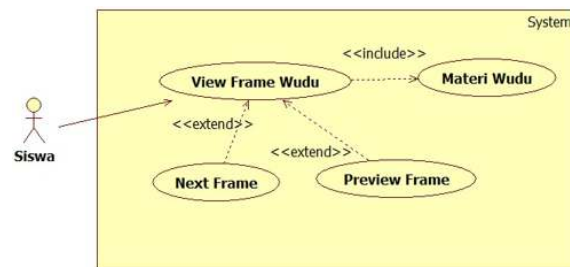 System
<<include>>
View Frame Wudu
Materi Wudu
Siswa
<<extend>>
<<extend>>
Next Frame
Preview Frame